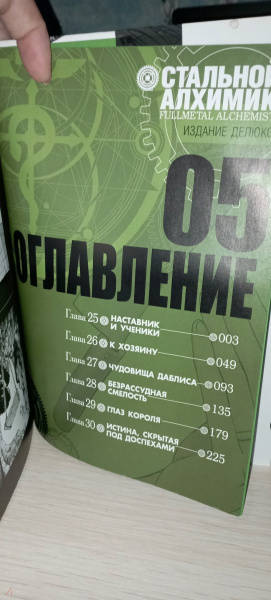 СТАЛЬНОЙ
АЛХИМИК
FULLMETAL ALCHEMIST
ИЗДАНИЕ ДЕЛЮКС
05
ОГЛАВЛЕНИЕ
Глава 25 НАСТАВНИК И УЧЕНИКИ 003
Глава 26 К ХОЗЯИНУ 049
Глава 27 ЧУДОВИЩА ДАБЛИСА 093
Глава 28 БЕЗРАССУДНАЯ СМЕЛОСТЬ 135
Глава 29 ГЛАЗ КОРОЛЯ 179
Глава 30 ИСТИНА, СКРЫТАЯ ПОД ДОСПЕХАМИ 225